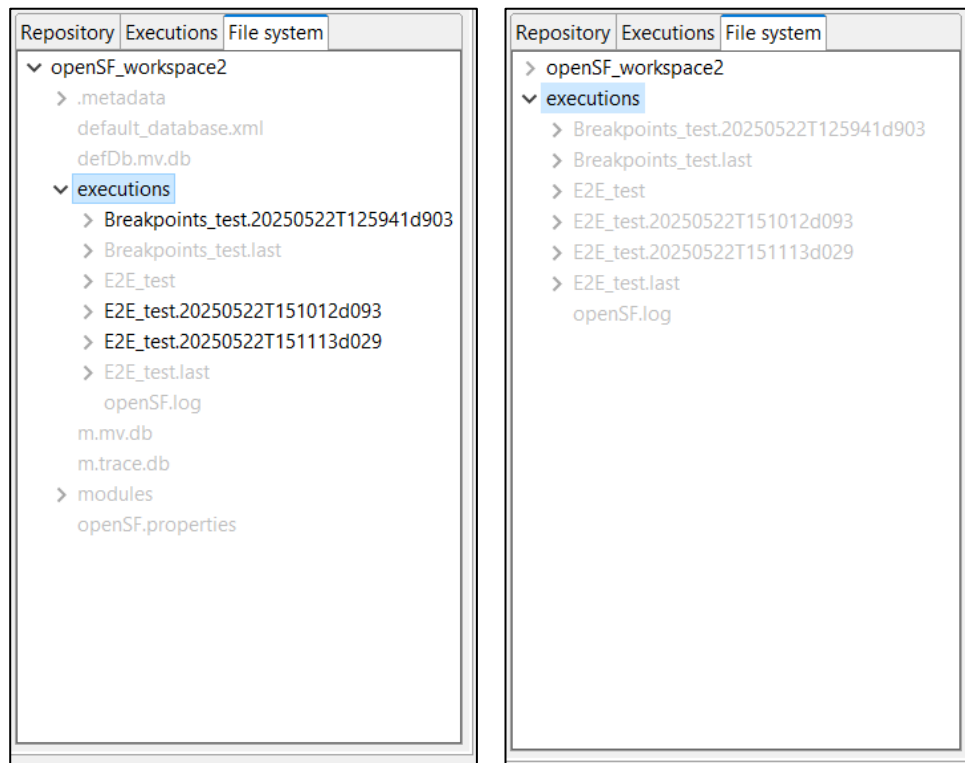 Repository Executions File system
openSF_workspace2
.metadata
default_database.xml
defDb.mv.db
executions
Breakpoints_test.20250522T125941d903
Breakpoints_test.last
E2E_test
E2E_test.20250522T151012d093
E2E_test.20250522T151113d029
E2E_test.last
openSF.log
m.mv.db
m.trace.db
modules
openSF.properties
Repository Executions File system
openSF_workspace2
executions
Breakpoints_test.20250522T125941d903
Breakpoints_test.last
E2E_test
E2E_test.20250522T151012d093
E2E_test.20250522T151113d029
E2E_test.last
openSF.log